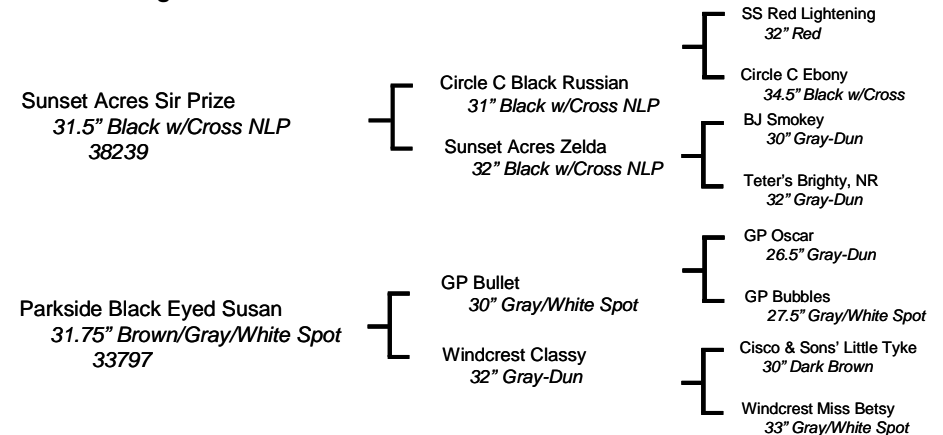 SS Red Lightening
32” Red
Circle C Ebony
34.5” Black w/Cross
Circle C Black Russian
31” Black w/Cross NLP
Sunset Acres Sir Prize
31.5” Black w/Cross NLP
38239
BJ Smokey
30” Gray-Dun
Sunset Acres Zelda
32” Black w/Cross NLP
Teter’s Brighty, NR
32” Gray-Dun
GP Oscar
26.5” Gray-Dun
GP Bullet
30” Gray/White Spot
GP Bubbles
27.5” Gray/White Spot
Parkside Black Eyed Susan
31.75” Brown/Gray/White Spot
33797
Cisco & Sons’ Little Tyke
30” Dark Brown
Windcrest Classy
32” Gray-Dun
Windcrest Miss Betsy
33” Gray/White Spot